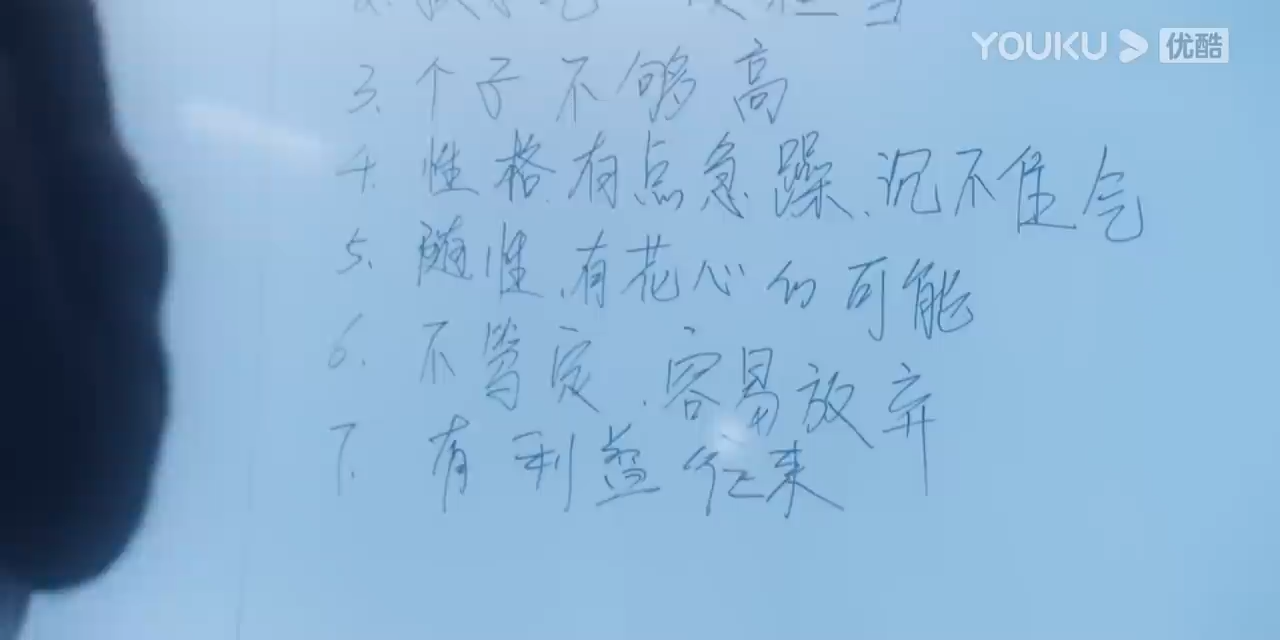 YOUKU 优酷
3、个子不够高
4、性格有点急躁、沉不住气
5、随性、有花心的可能
6、不笃定、容易放弃
7、有利益往来